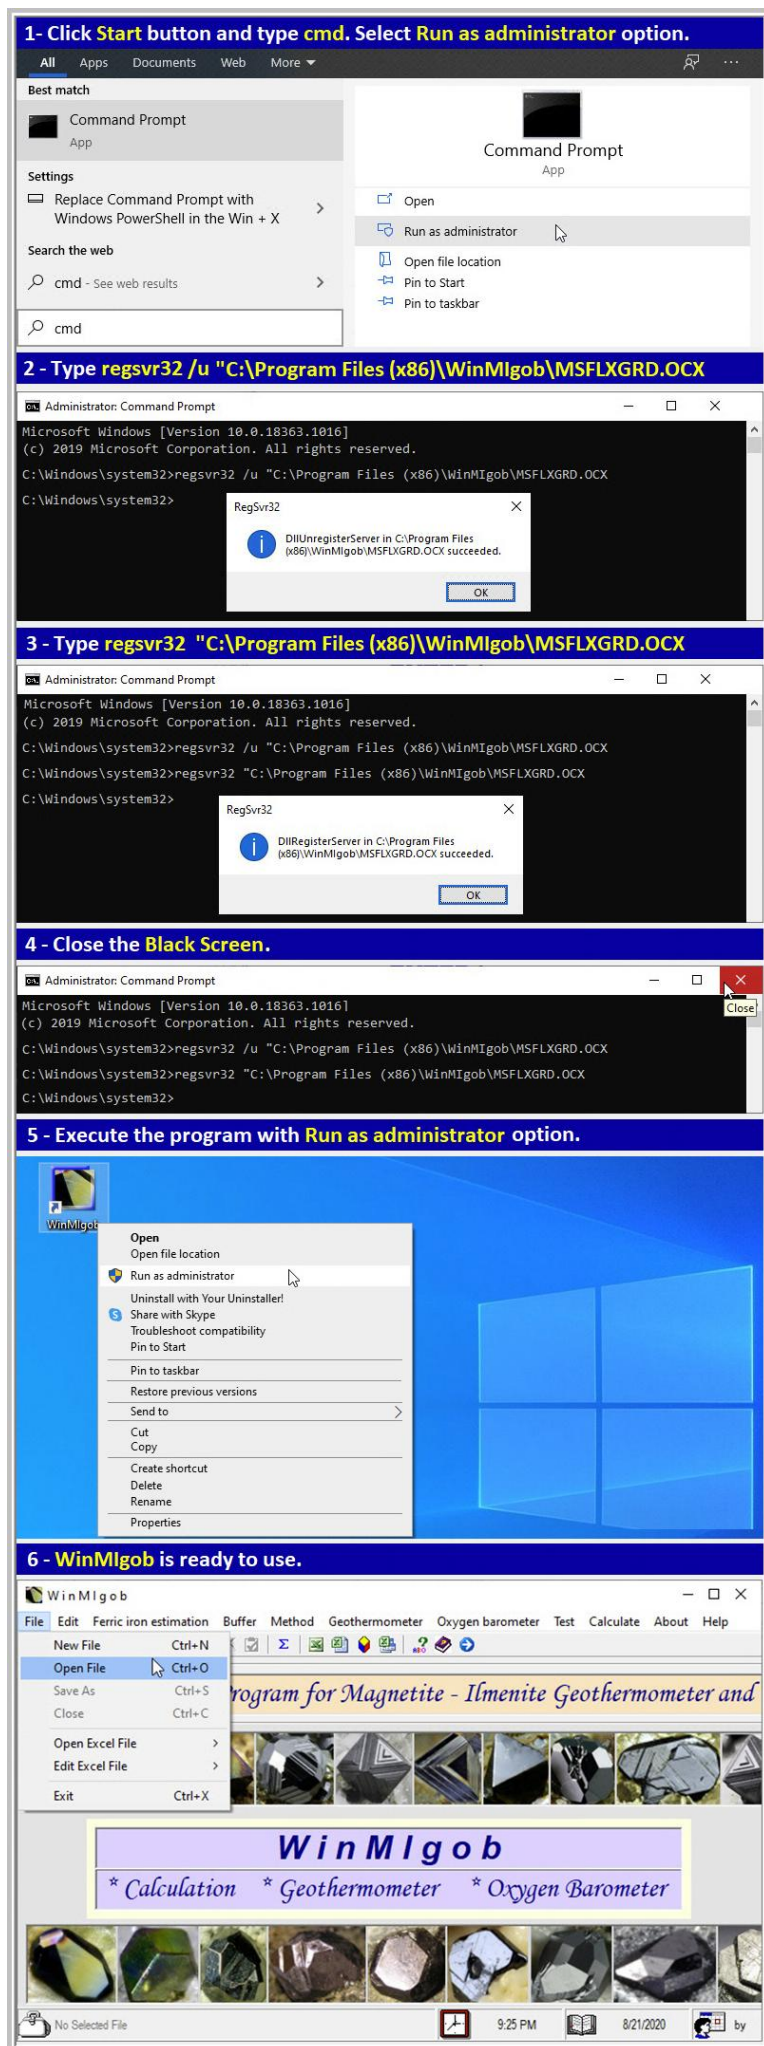 1- Click Start button and type cmd. Select Run as administrator option.
All Apps Documents Web More
Best match
Command Prompt
App
Settings
Replace Command Prompt with
Windows PowerShell in the Win + X
Search the web
cmd - See web results
cmd
Command Prompt
App
Open
Run as administrator
Open file location
Pin to Start
Pin to taskbar
2 - Type regsvr32 /u "C:\Program Files (x86)\WinMIgob\MSFLXGRD.OCX
Administrator: Command Prompt
Microsoft Windows [Version 10.0.18363.1016]
(c) 2019 Microsoft Corporation. All rights reserved.
C:\Windows\system32>regsvr32 /u "C:\Program Files (x86)\WinMIgob\MSFLXGRD.OCX
C:\Windows\system32>
RegSvr32
DllUnregisterServer in C:\Program Files
(x86)\WinMIgob\MSFLXGRD.OCX succeeded.
OK
3 - Type regsvr32 "C:\Program Files (x86)\WinMIgob\MSFLXGRD.OCX
Administrator: Command Prompt
Microsoft Windows [Version 10.0.18363.1016]
(c) 2019 Microsoft Corporation. All rights reserved.
C:\Windows\system32>regsvr32 /u "C:\Program Files (x86)\WinMIgob\MSFLXGRD.OCX
C:\Windows\system32>regsvr32 "C:\Program Files (x86)\WinMIgob\MSFLXGRD.OCX
C:\Windows\system32>
RegSvr32
DllRegisterServer in C:\Program Files
(x86)\WinMIgob\MSFLXGRD.OCX succeeded.
OK
4 - Close the Black Screen.
Administrator: Command Prompt
Close
Microsoft Windows [Version 10.0.18363.1016]
(c) 2019 Microsoft Corporation. All rights reserved.
C:\Windows\system32>regsvr32 /u "C:\Program Files (x86)\WinMIgob\MSFLXGRD.OCX
C:\Windows\system32>regsvr32 "C:\Program Files (x86)\WinMIgob\MSFLXGRD.OCX
C:\Windows\system32>
5 - Execute the program with Run as administrator option.
WinMIgob
Open
Open file location
Run as administrator
Uninstall with Your Uninstaller!
Share with Skype
Troubleshoot compatibility
Pin to Start
Pin to taskbar
Restore previous versions
Send to
Cut
Copy
Create shortcut
Delete
Rename
Properties
6 - WinMIgob is ready to use.
WinMIgob
File Edit Ferric iron estimation Buffer Method Geothermometer Oxygen barometer Test Calculate About Help
New File Ctrl+N
Open File Ctrl+O
Save As Ctrl+S
Close Ctrl+C
Open Excel File
Edit Excel File
Exit Ctrl+X
rogram for Magnetite - Ilmenite Geothermometer and
WinMIgob
* Calculation * Geothermometer * Oxygen Barometer
No Selected File 9:25 PM 8/21/2020 by